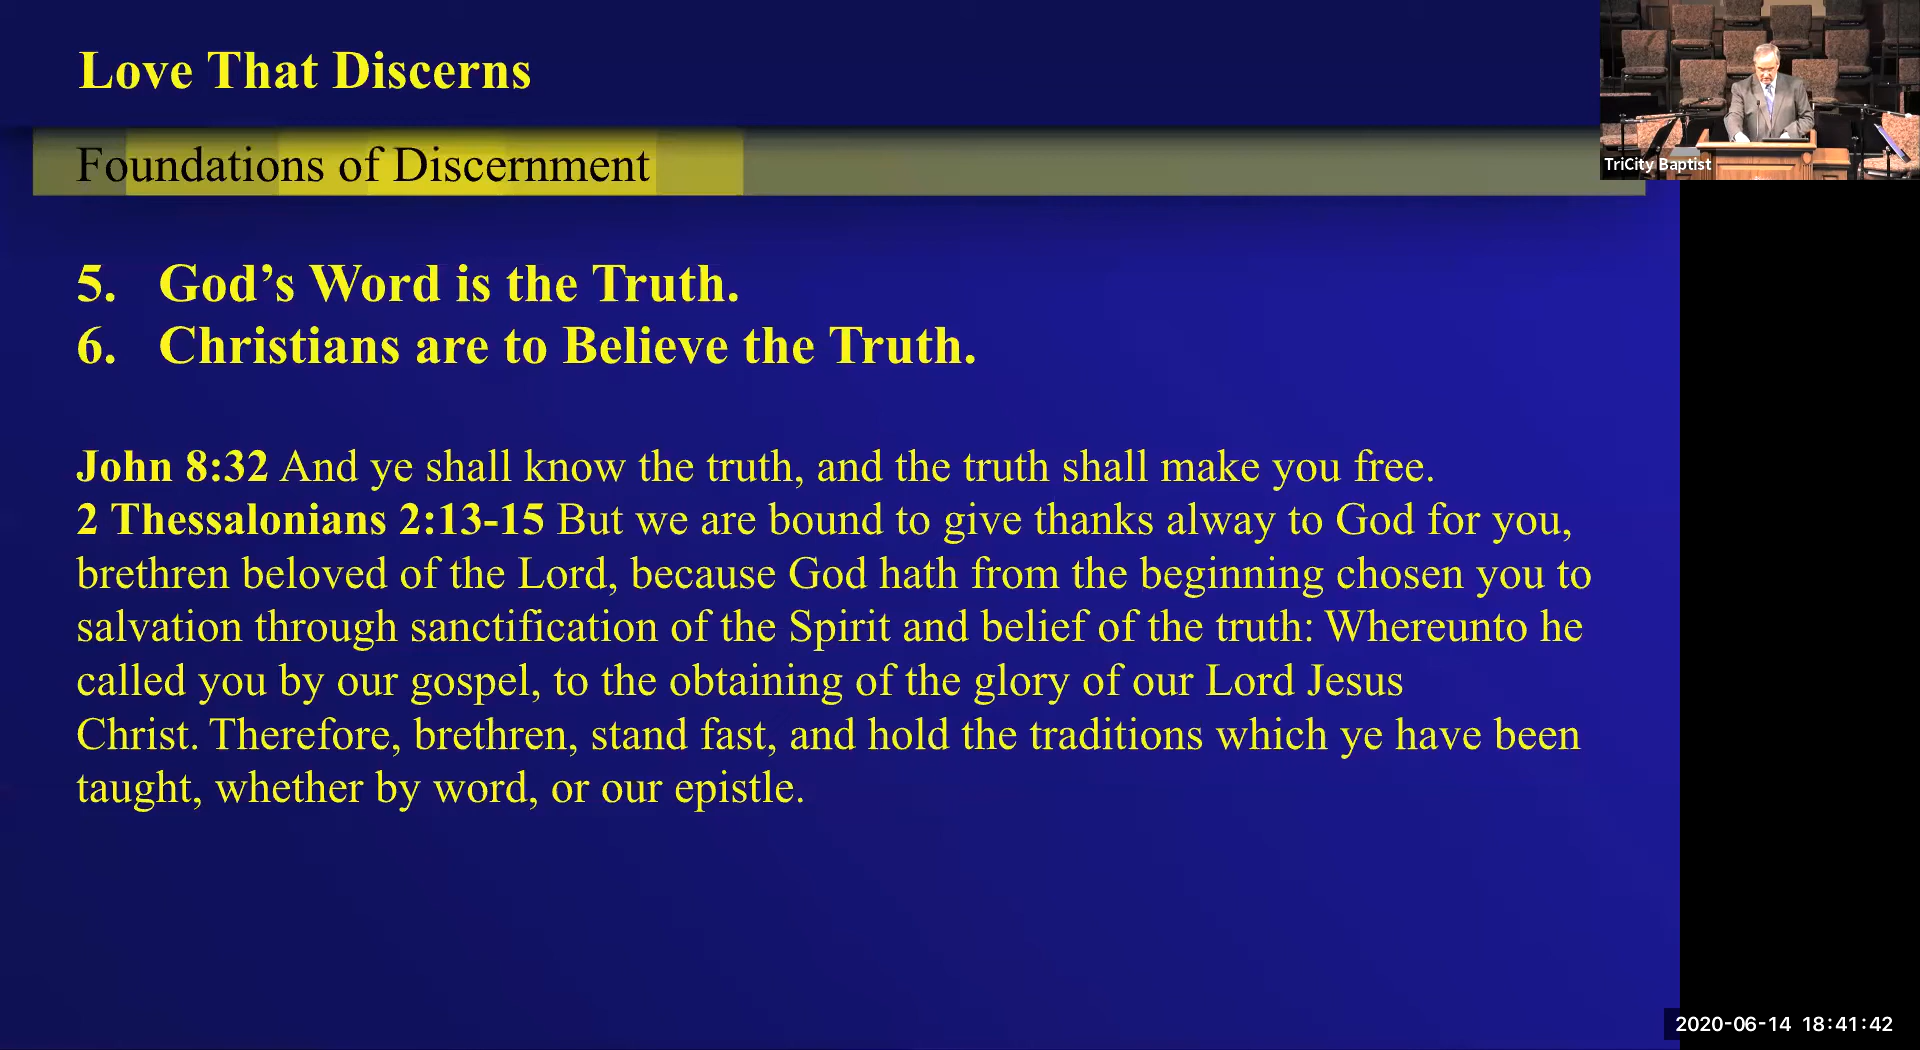 Love That Discerns
TriCity Baptist
Foundations of Discernment
5. God’s Word is the Truth.
6. Christians are to Believe the Truth.
John 8:32 And ye shall know the truth, and the truth shall make you free.
2 Thessalonians 2:13-15 But we are bound to give thanks alway to God for you,
brethren beloved of the Lord, because God hath from the beginning chosen you to
salvation through sanctification of the Spirit and belief of the truth: Whereunto he
called you by our gospel, to the obtaining of the glory of our Lord Jesus
Christ. Therefore, brethren, stand fast, and hold the traditions which ye have been
taught, whether by word, or our epistle.
2020-06-14 18:41:42